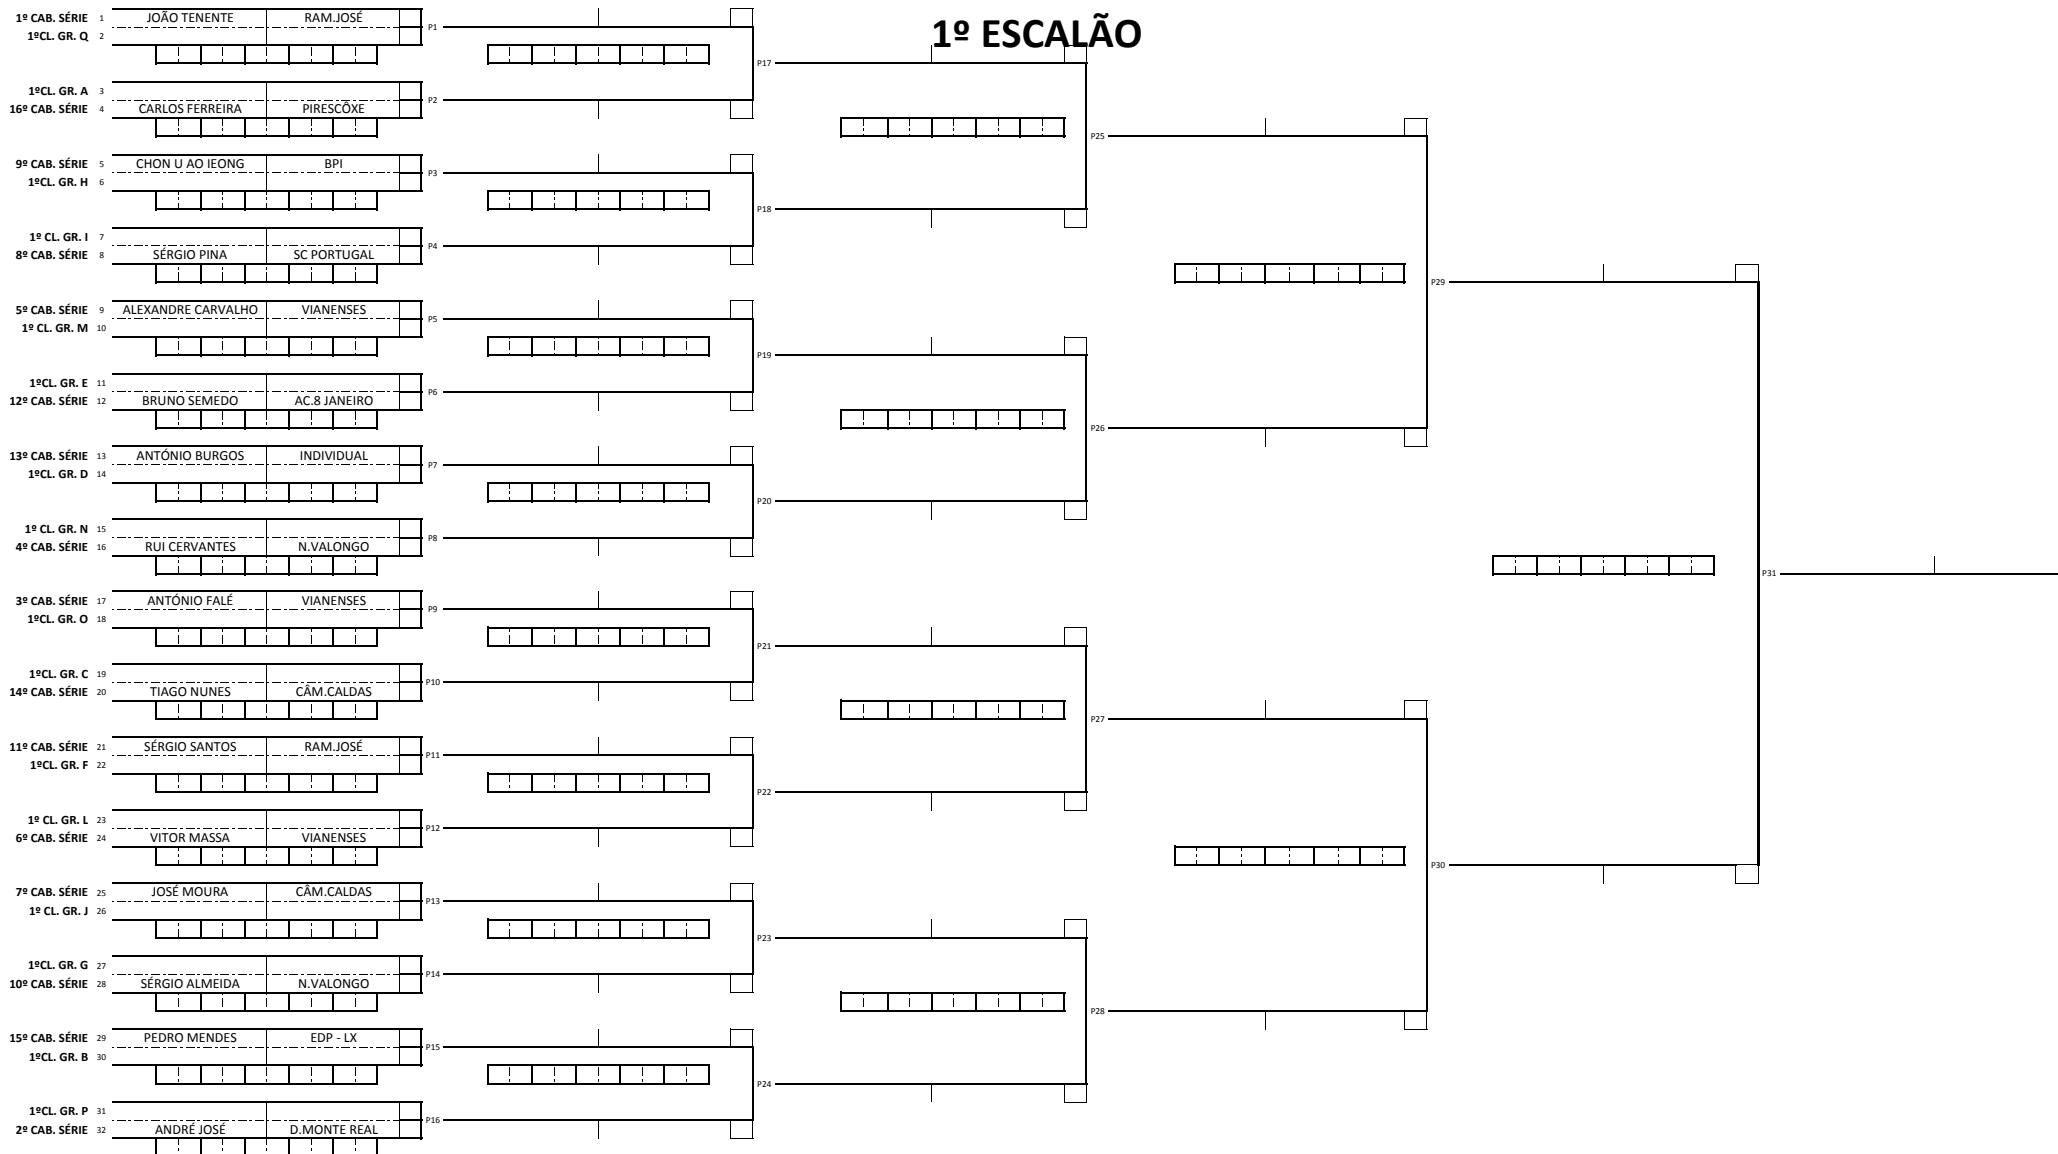 1º ESCALÃO
1º CAB. SÉRIE 1 JOÃO TENENTE RAM.JOSÉ
P1
1ºCL. GR. Q 2
P17
1ºCL. GR. A 3
P2
16º CAB. SÉRIE 4 CARLOS FERREIRA PIRESCÔXE
P25
9º CAB. SÉRIE 5 CHON U AO IEONG BPI
P3
1ºCL. GR. H 6
P18
1º CL. GR. I 7
P4
8º CAB. SÉRIE 8 SÉRGIO PINA SC PORTUGAL
P29
5º CAB. SÉRIE 9 ALEXANDRE CARVALHO VIANENSES
P5
1º CL. GR. M 10
P19
1ºCL. GR. E 11
P6
12º CAB. SÉRIE 12 BRUNO SEMEDO AC.8 JANEIRO
P26
13º CAB. SÉRIE 13 ANTÓNIO BURGOS INDIVIDUAL
P7
1ºCL. GR. D 14
P20
1º CL. GR. N 15
P8
4º CAB. SÉRIE 16 RUI CERVANTES N.VALONGO
P31
3º CAB. SÉRIE 17 ANTÓNIO FALÉ VIANENSES
P9
1ºCL. GR. O 18
P21
1ºCL. GR. C 19
P10
14º CAB. SÉRIE 20 TIAGO NUNES CÂM.CALDAS
P27
11º CAB. SÉRIE 21 SÉRGIO SANTOS RAM.JOSÉ
P11
1ºCL. GR. F 22
P22
1º CL. GR. L 23
P12
6º CAB. SÉRIE 24 VITOR MASSA VIANENSES
P30
7º CAB. SÉRIE 25 JOSÉ MOURA CÂM.CALDAS
P13
1º CL. GR. J 26
P23
1ºCL. GR. G 27
P14
10º CAB. SÉRIE 28 SÉRGIO ALMEIDA N.VALONGO
P28
15º CAB. SÉRIE 29 PEDRO MENDES EDP - LX
P15
1ºCL. GR. B 30
P24
1ºCL. GR. P 31
P16
2º CAB. SÉRIE 32 ANDRÉ JOSÉ D.MONTE REAL